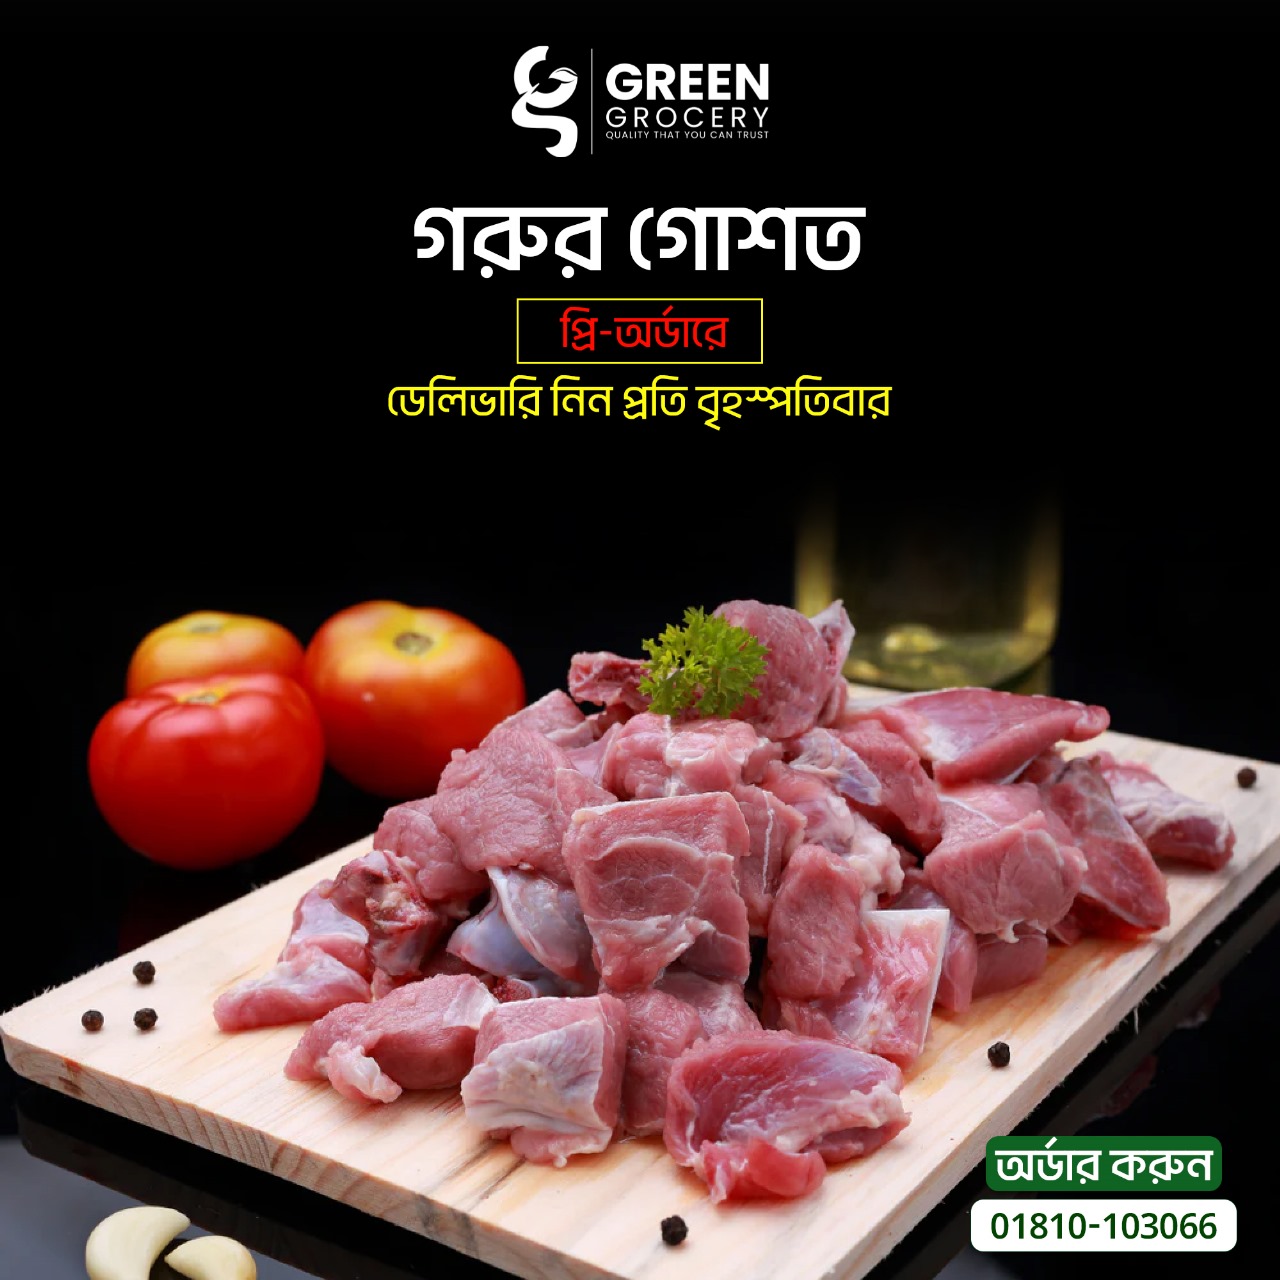 GREEN
GROCERY
QUALITY THAT YOU CAN TRUST
গরুর গোশত
প্রি-অর্ডারে
ডেলিভারি নিন প্রতি বৃহস্পতিবার
অর্ডার করুন
01810-103066